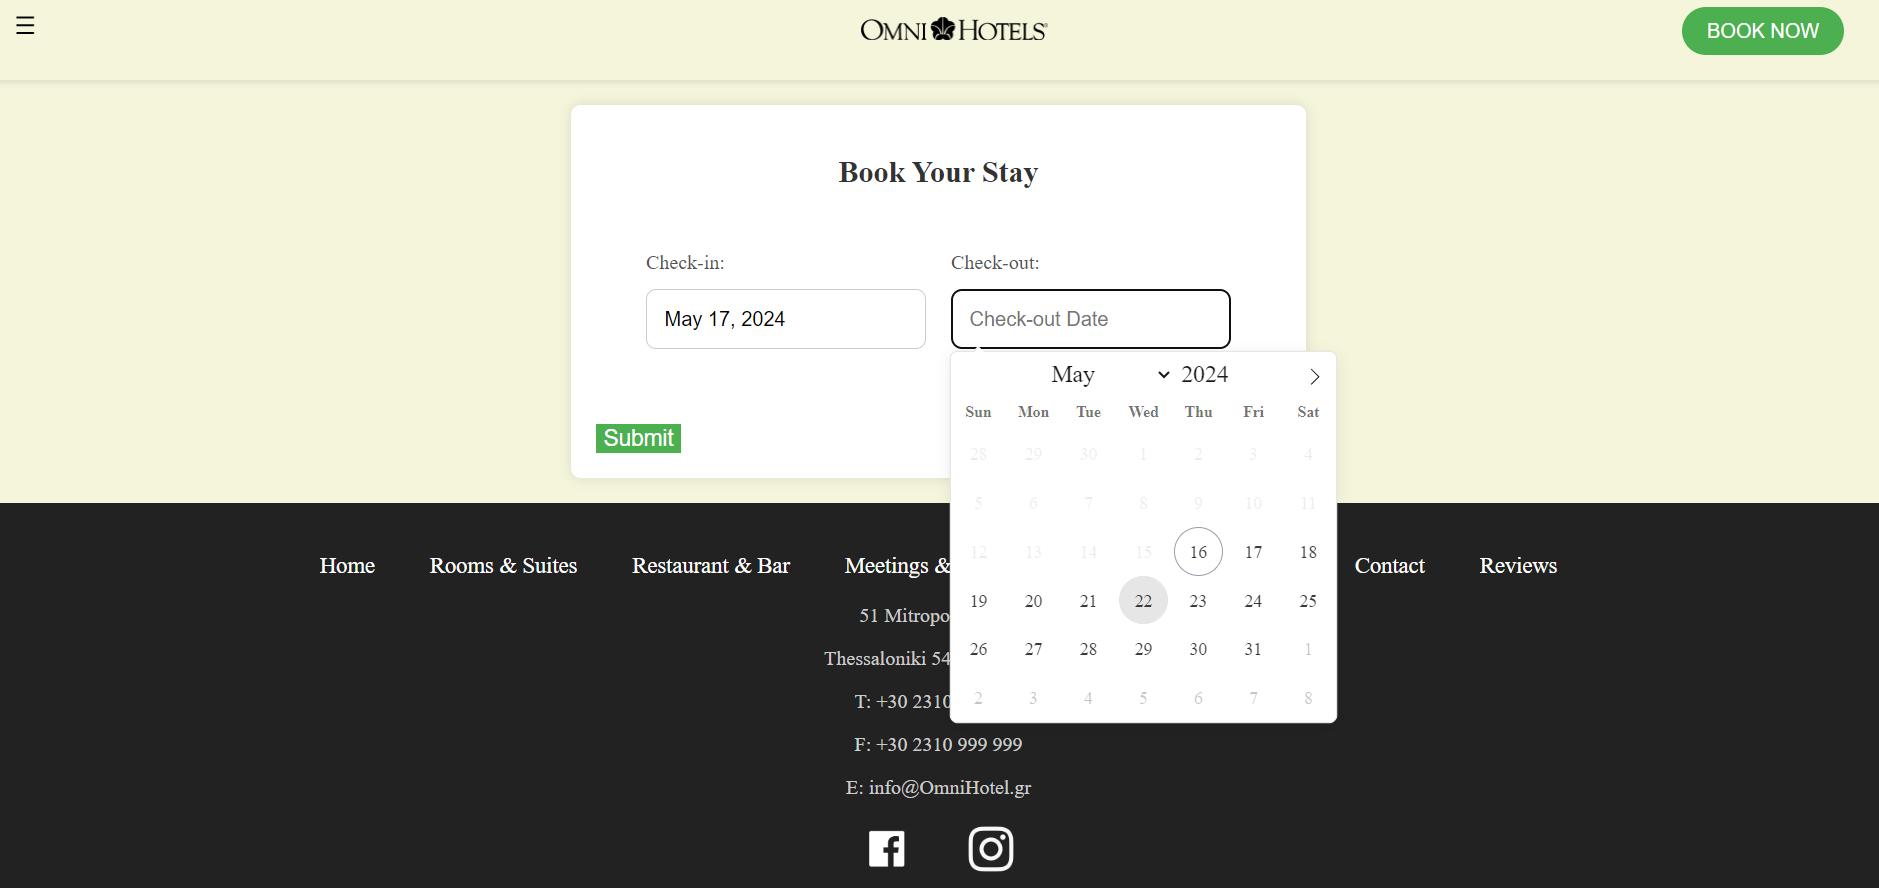 ☰
OMNI HOTELS
BOOK NOW
Book Your Stay
Check-in:
Check-out:
May 17, 2024
Check-out Date
May 2024
Sun Mon Tue Wed Thu Fri Sat
28 29 30 1 2 3 4
5 6 7 8 9 10 11
12 13 14 15 16 17 18
19 20 21 22 23 24 25
26 27 28 29 30 31 1
2 3 4 5 6 7 8
Submit
Home Rooms & Suites Restaurant & Bar Meetings & Contact Reviews
51 Mitropo
Thessaloniki 54
T: +30 2310
F: +30 2310 999 999
E: info@OmniHotel.gr